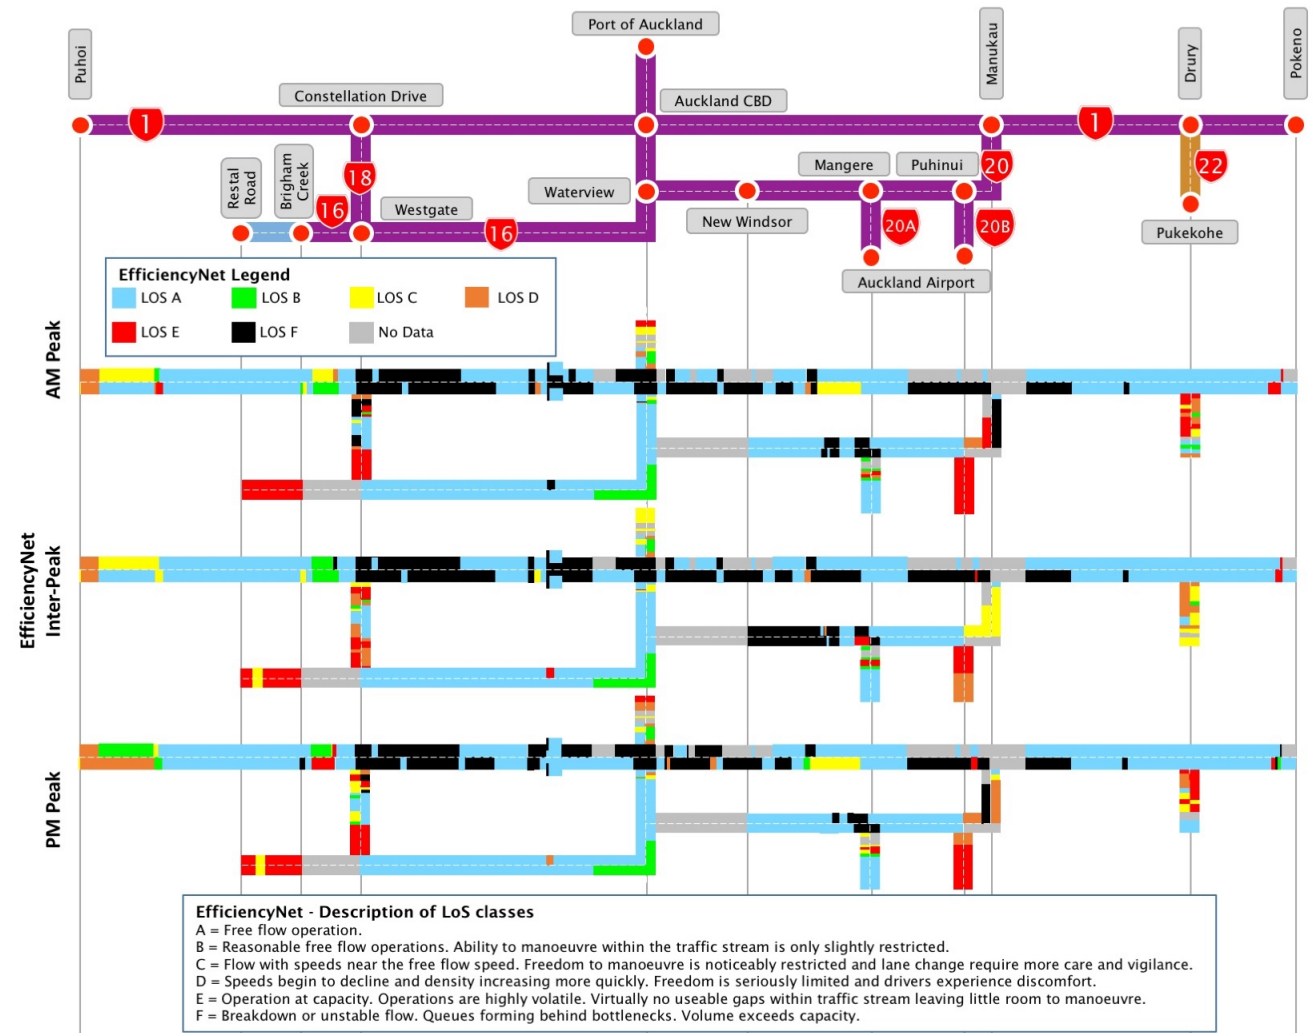 Port of Auckland
Puhoi
Constellation Drive
Auckland CBD
Manukau
Drury
Pokeno
1
1
Restal
Road
Brigham
Creek
18
16
Westgate
16
Waterview
New Windsor
Mangere
Puhinui
20
20A
20B
Auckland Airport
22
Pukekohe
EfficiencyNet Legend
LOS A
LOS B
LOS C
LOS D
LOS E
LOS F
No Data
AM Peak
EfficiencyNet
Inter-Peak
PM Peak
EfficiencyNet - Description of LoS classes
A = Free flow operation.
B = Reasonable free flow operations. Ability to manoeuvre within the traffic stream is only slightly restricted.
C = Flow with speeds near the free flow speed. Freedom to manoeuvre is noticeably restricted and lane change require more care and vigilance.
D = Speeds begin to decline and density increasing more quickly. Freedom is seriously limited and drivers experience discomfort.
E = Operation at capacity. Operations are highly volatile. Virtually no useable gaps within traffic stream leaving little room to manoeuvre.
F = Breakdown or unstable flow. Queues forming behind bottlenecks. Volume exceeds capacity.